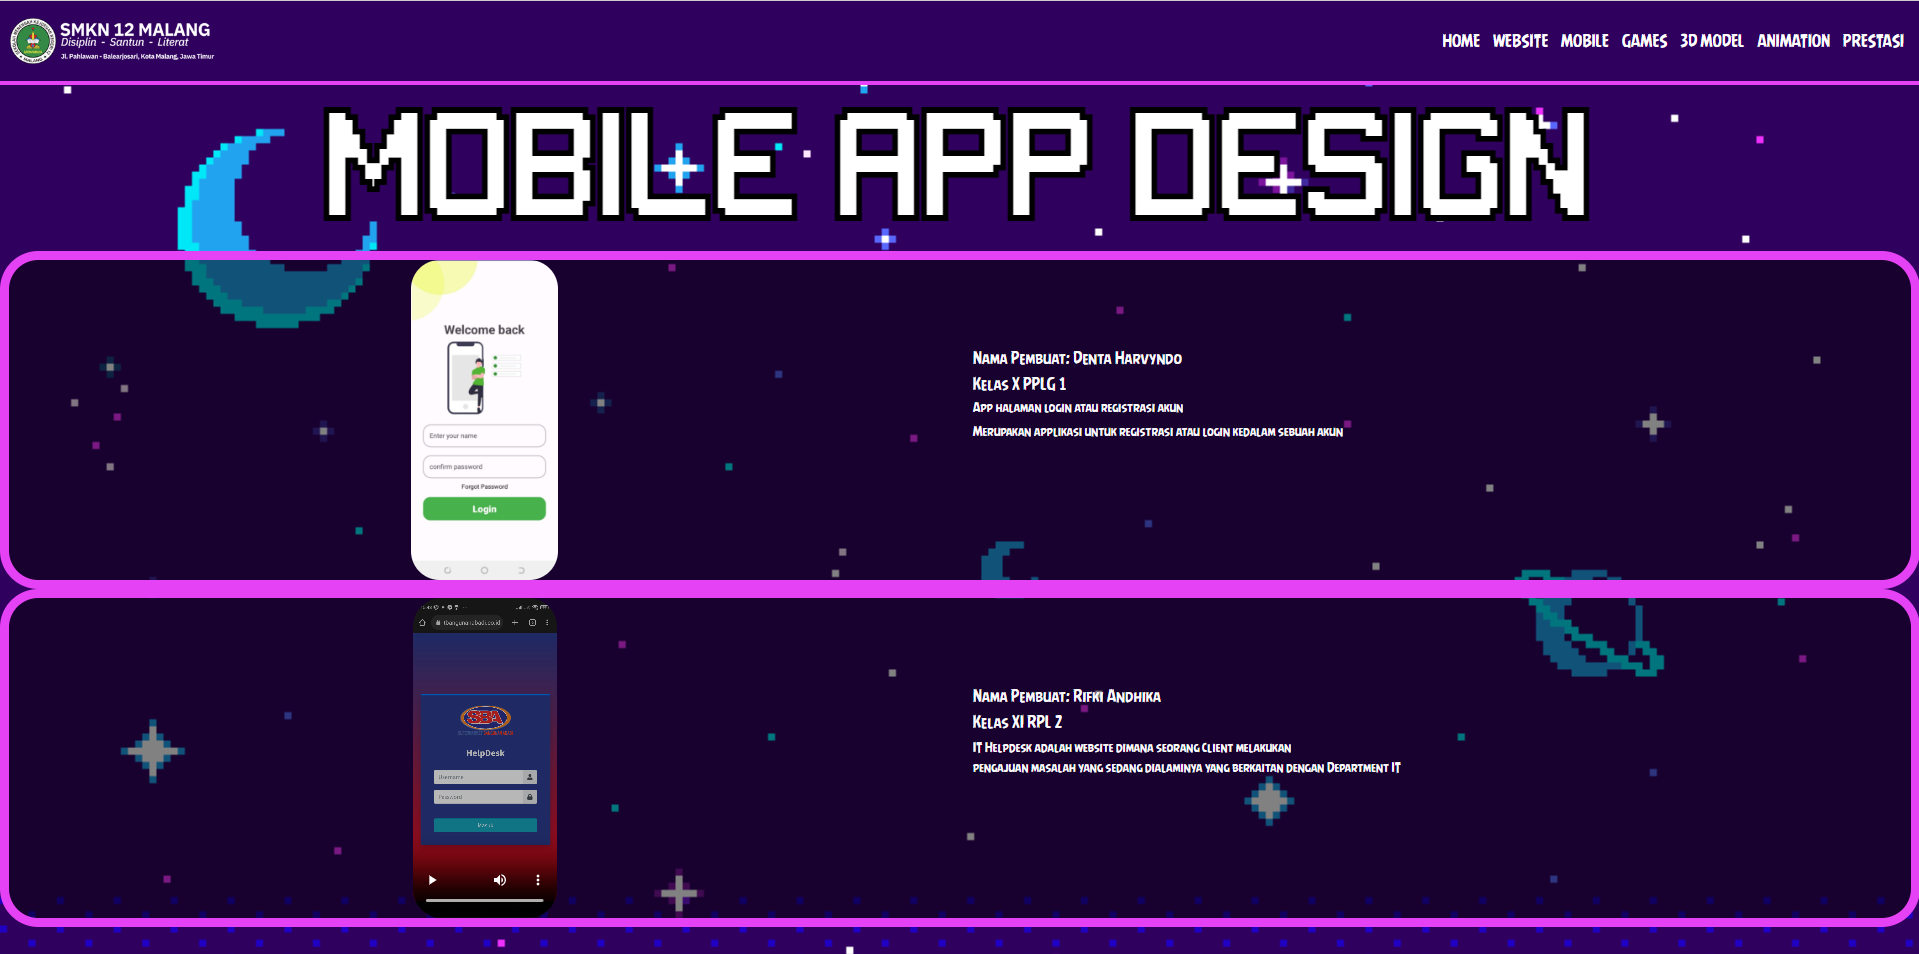 SMKN 12 MALANG
Disiplin - Santun - Literat
Jl. Pahlawan - Balearjosari, Kota Malang, Jawa Timur
HOME WEBSITE MOBILE GAMES 3D MODEL ANIMATION PRESTASI
MOBILE APP DESIGN
Welcome back
Enter your name
confirm password
Forgot Password
Login
Nama Pembuat: Denta Harvyndo
Kelas X PPLG 1
App halaman login atau registrasi akun
Merupakan applikasi untuk registrasi atau login kedalam sebuah akun
SBA
HelpDesk
Username
Password
Nama Pembuat: Rifki Andhika
Kelas XI RPL 2
IT Helpdesk adalah website dimana seorang Client melakukan
pengajuan masalah yang sedang dialaminya yang berkaitan dengan Department IT